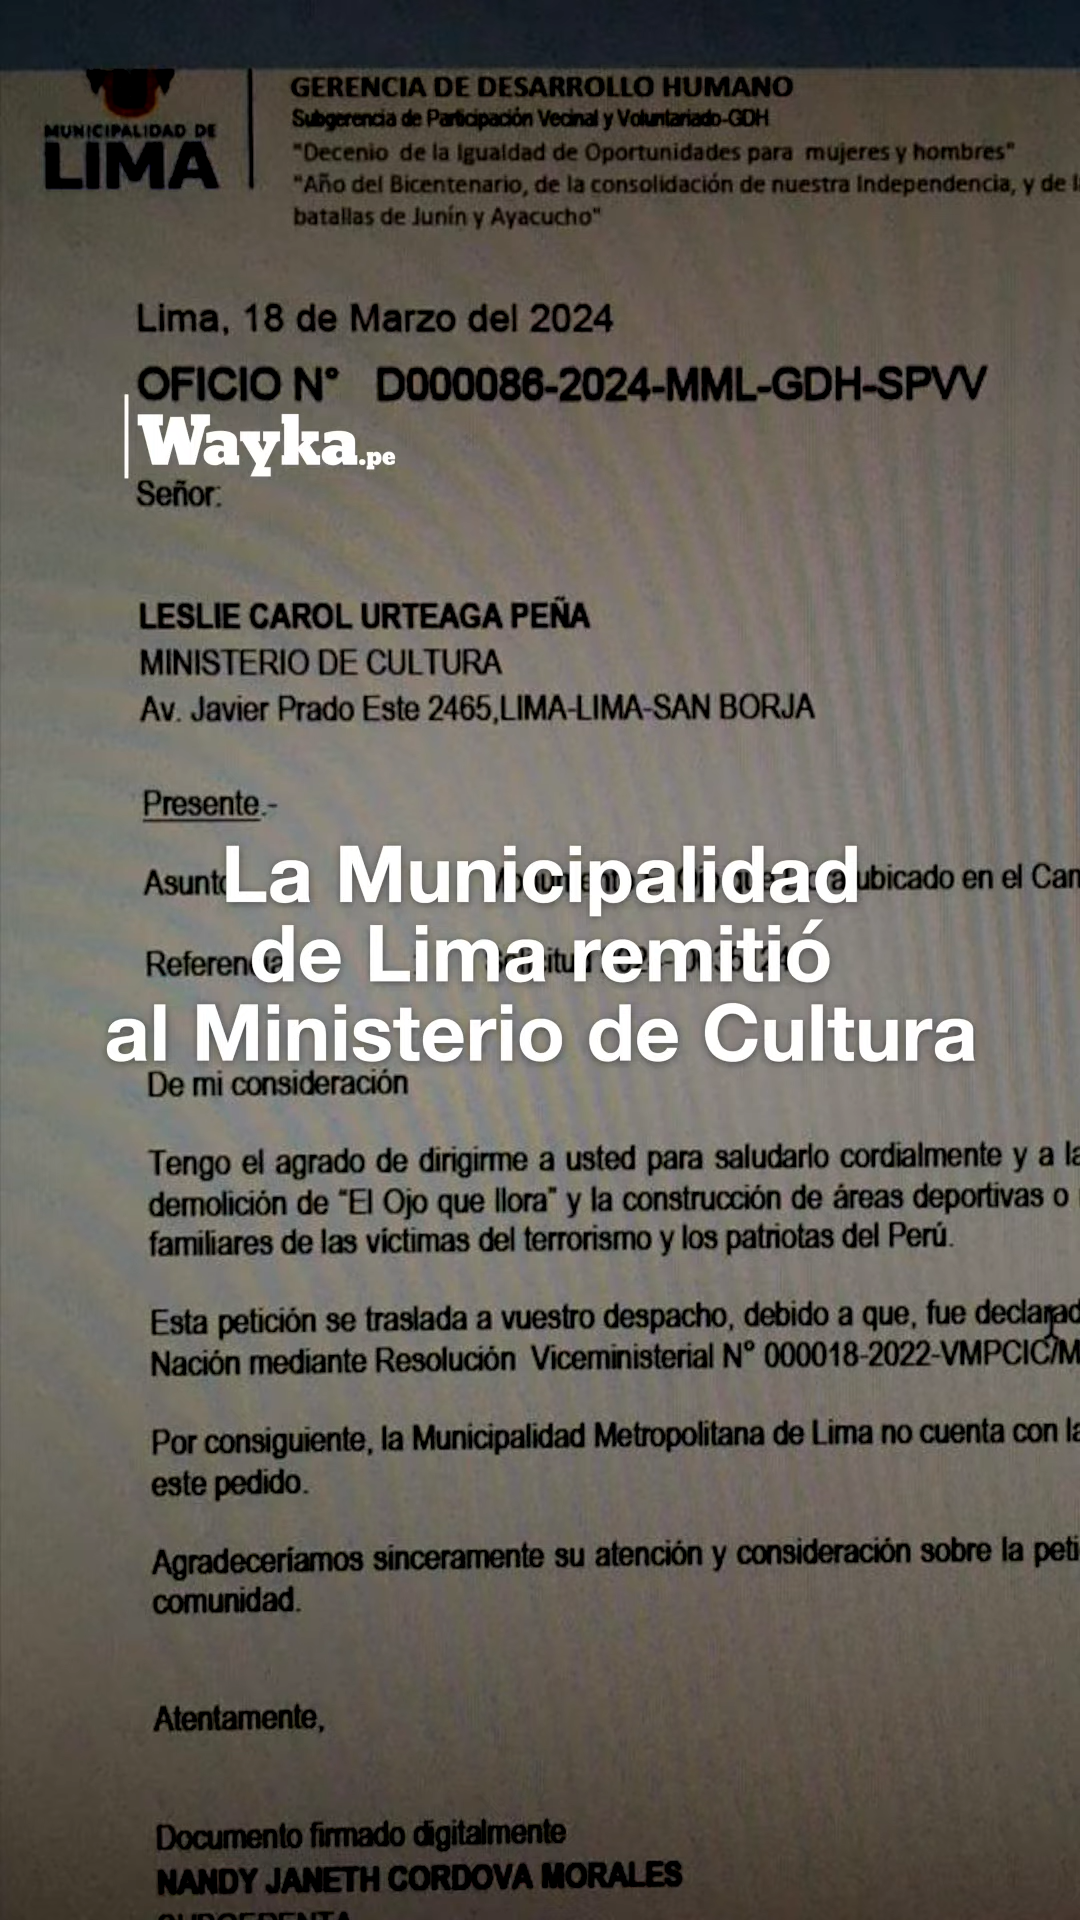 MUNICIPALIDAD DE
LIMA
GERENCIA DE DESARROLLO HUMANO
Subgerencia de Participación Vecinal y Voluntariado-GDH
"Decenio de la Igualdad de Oportunidades para mujeres y hombres"
"Año del Bicentenario, de la consolidación de nuestra Independencia, y de
batallas de Junín y Ayacucho"
Lima, 18 de Marzo del 2024
OFICIO N° D000086-2024-MML-GDH-SPVV
Wayka.pe
Señor:
LESLIE CAROL URTEAGA PEÑA
MINISTERIO DE CULTURA
Av. Javier Prado Este 2465,LIMA-LIMA-SAN BORJA
Presente.-
Asunto ubicado en el
La Municipalidad
Referencia
de Lima remitió
al Ministerio de Cultura
De mi consideración
Tengo el agrado de dirigirme a usted para saludarlo cordialmente y a
demolición de "El Ojo que llora" y la construcción de áreas deportivas o
familiares de las víctimas del terrorismo y los patriotas del Perú.
Esta petición se traslada a vuestro despacho, debido a que, fue
Nación mediante Resolución Viceministerial N° 000018-2022-VMPCIC/M
Por consiguiente, la Municipalidad Metropolitana de Lima no cuenta con
este pedido.
Agradeceríamos sinceramente su atención y consideración sobre la
comunidad.
Atentamente,
Documento firmado digitalmente
NANDY JANETH CORDOVA MORALES